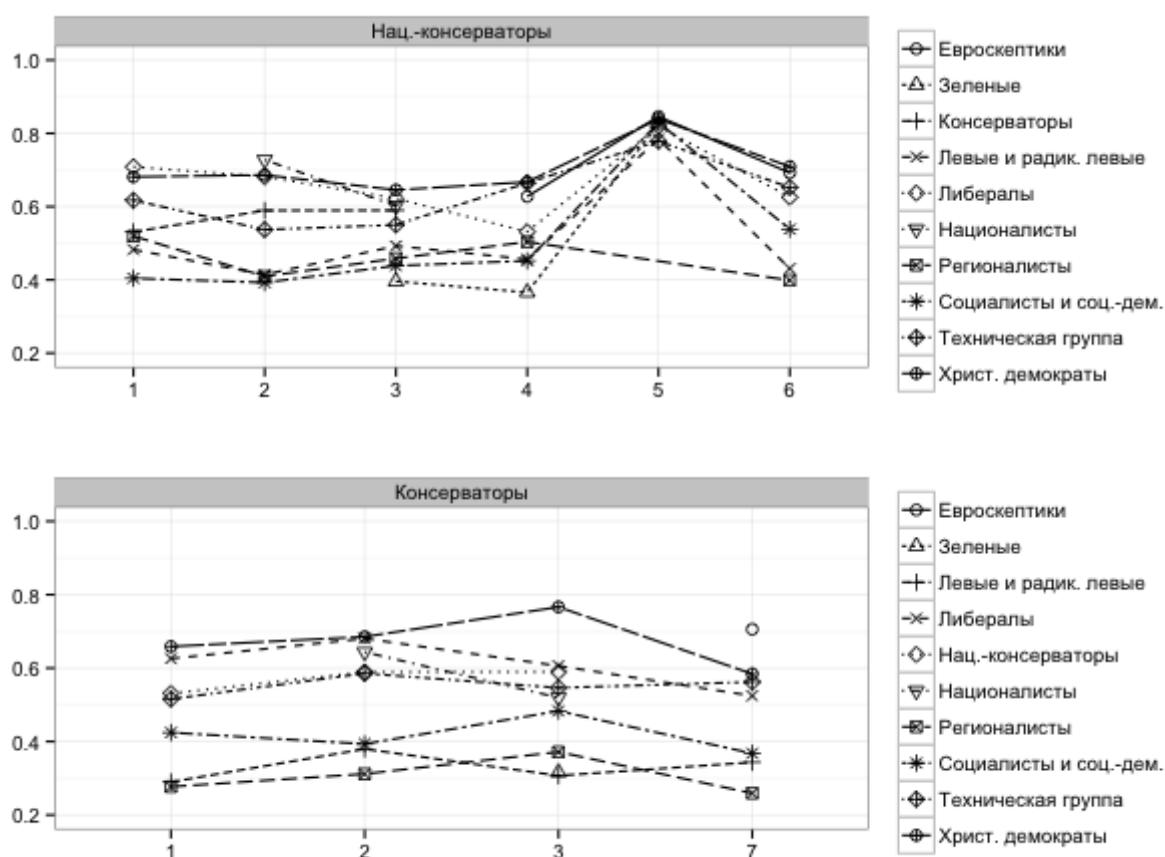 Нац.-консерваторы
1.0
0.8
0.6
0.4
0.2
1 2 3 4 5 6
Евроскептики
Зеленые
Консерваторы
Левые и радик. левые
Либералы
Националисты
Регионалисты
Социалисты и соц.-дем.
Техническая группа
Христ. демократы
Консерваторы
1.0
0.8
0.6
0.4
0.2
1 2 3 7
Евроскептики
Зеленые
Левые и радик. левые
Либералы
Нац.-консерваторы
Националисты
Регионалисты
Социалисты и соц.-дем.
Техническая группа
Христ. демократы